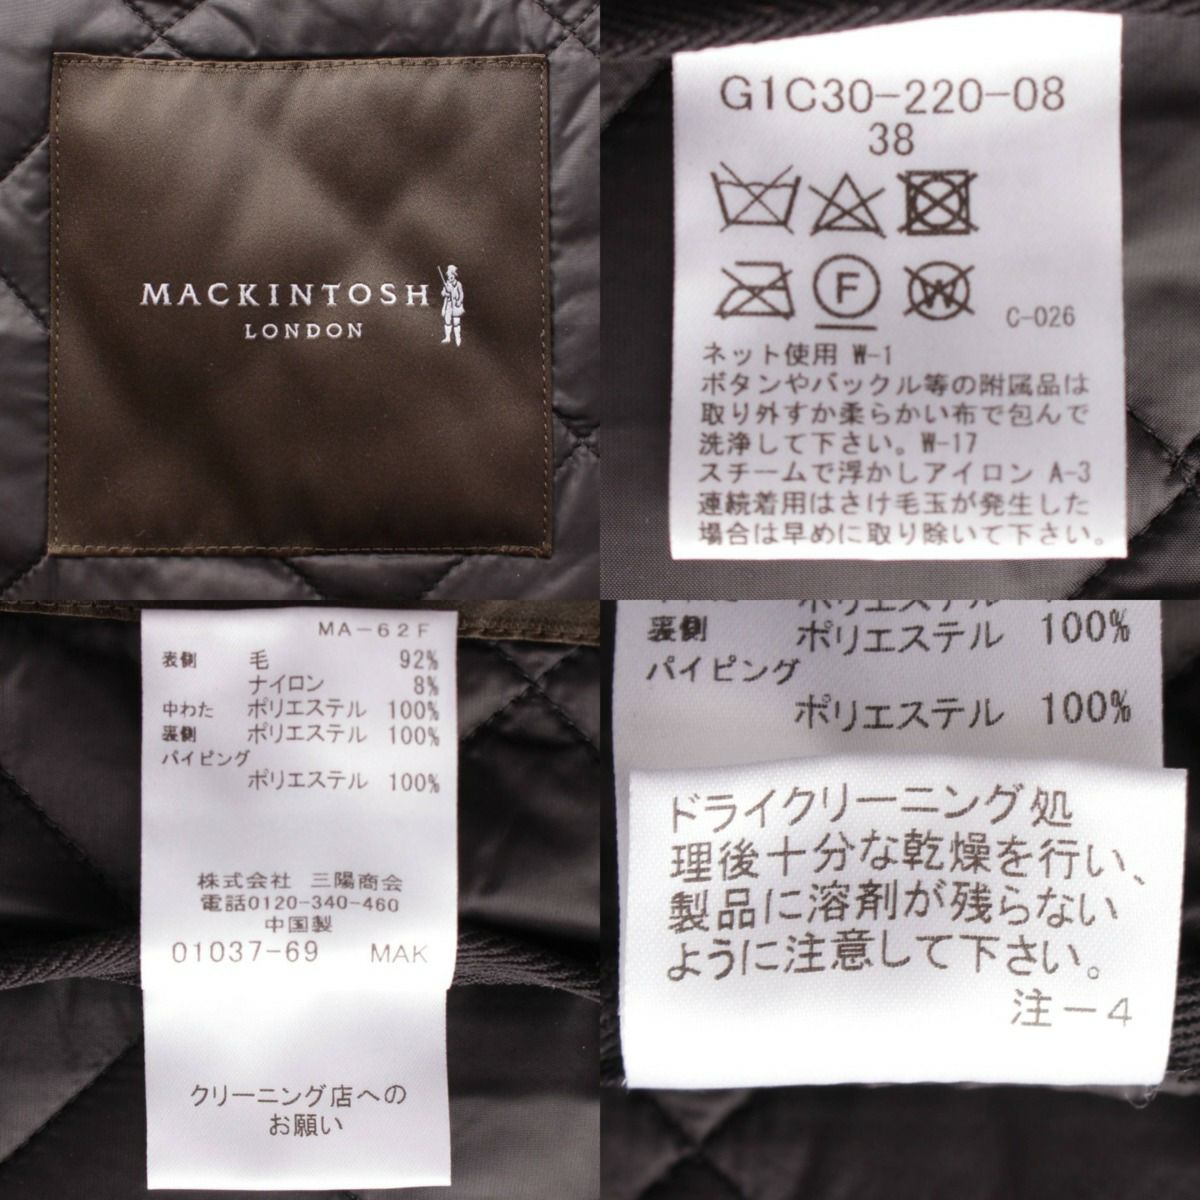 MACKINTOSH
LONDON
G1C30-220-08
38
F
W
C-026
ネット使用 W-1
ボタンやバックル等の附属品は
取り外すか柔らかい布で包んで
洗浄して下さい。W-17
スチームで浮かしアイロン A-3
連続着用はさけ毛玉が発生した
場合は早めに取り除いて下さい。
MA-62F
表側 毛 92%
ナイロン 8%
中わた ポリエステル 100%
裏側 ポリエステル 100%
パイピング
ポリエステル 100%
株式会社 三陽商会
電話0120-340-460
中国製
01037-69 MAK
クリーニング店への
お願い
中わた ポリエステル
裏側 ポリエステル 100%
パイピング
ポリエステル 100%
ドライクリーニング処
理後十分な乾燥を行い、
製品に溶剤が残らない
ように注意して下さい。
注-4